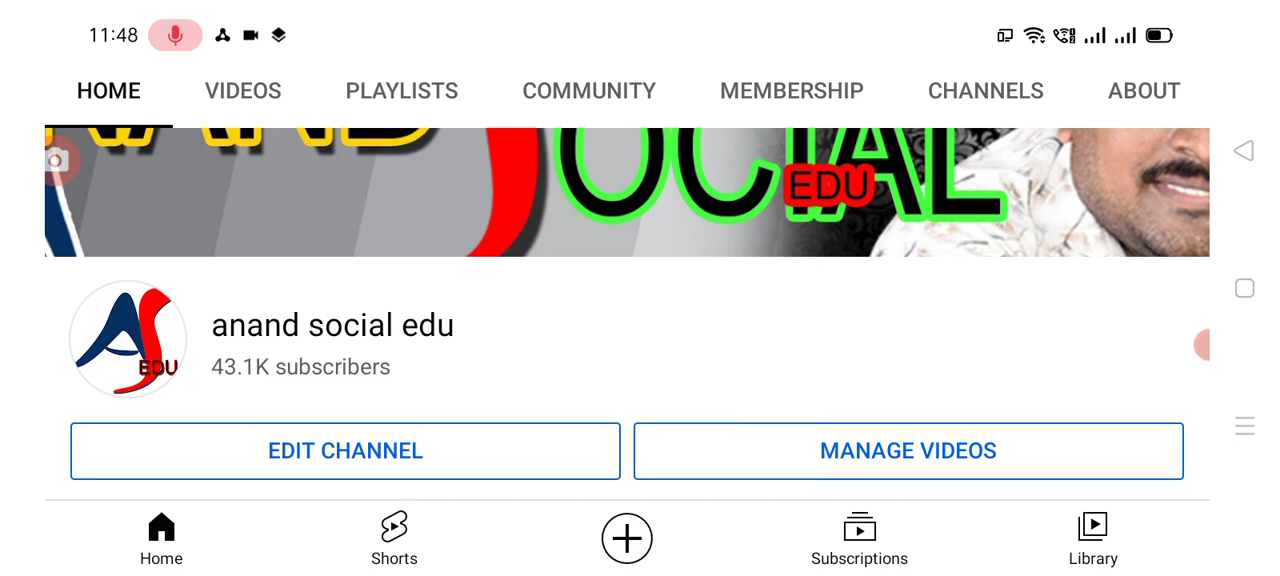 11:48
HOME VIDEOS PLAYLISTS COMMUNITY MEMBERSHIP CHANNELS ABOUT
SOCIAL
EDU
AS
EDU
anand social edu
43.1K subscribers
EDIT CHANNEL MANAGE VIDEOS
Home Shorts Subscriptions Library